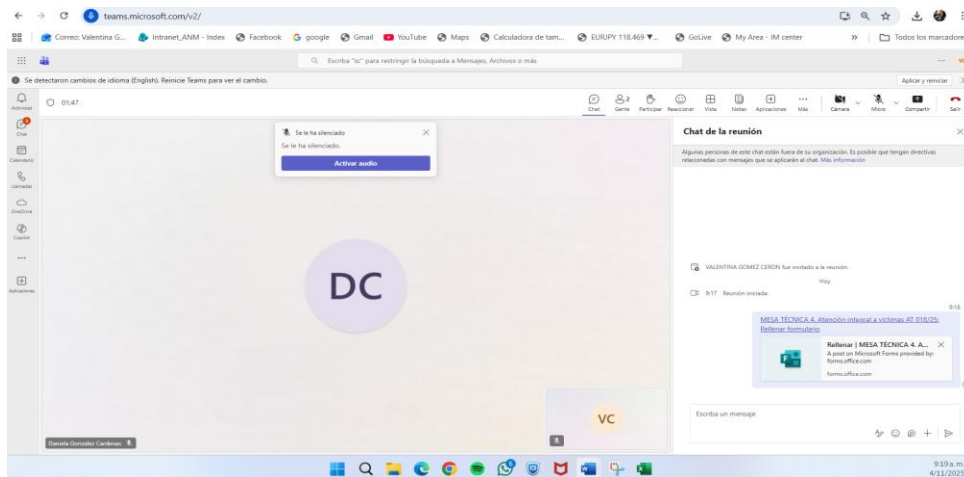 teams.microsoft.com/v2/
Correo: Valentina G...
Intranet_ANM - Index
Facebook
google
Gmail
YouTube
Maps
Calculadora de tam...
EURJPY 118,469 ▼...
GoLive
My Area - IM center
»
Todos los marcadores
Escriba "ic" para restringir la búsqueda a Mensajes, Archivos o más
Se detectaron cambios de idioma (English). Reinicie Teams para ver el cambio.
Aplicar y reiniciar
Actividad
Chat
Calendario
Llamadas
OneDrive
Copilot
Aplicaciones
01:47
Chat
Gente
2
Participar
Reaccionar
Vista
Notas
Aplicaciones
Más
Cámara
Micro
Compartir
Salir
Se le ha silenciado
Se le ha silenciado.
Activar audio
DC
VC
Daniela Gonzalez Cardenas
Chat de la reunión
Algunas personas de este chat están fuera de su organización. Es posible que tengan directivas
relacionadas con mensajes que se aplicarán al chat. Más información
VALENTINA GOMEZ CERON fue invitado a la reunión.
Hoy
9:17 Reunión iniciada
9:18
MESA TÉCNICA 4. Atención integral a víctimas AT 018/25:
Rellenar formulario
Rellenar | MESA TÉCNICA 4. A...
A post on Microsoft Forms provided by:
forms.office.com
forms.office.com
Escriba un mensaje
9:19 a. m.
4/11/2025